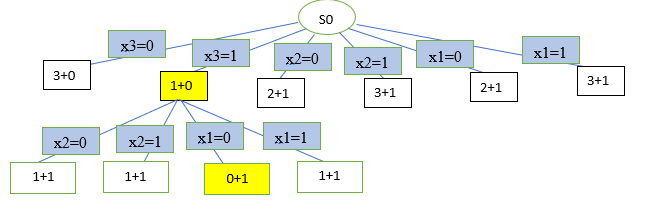 S0
x3=0
x3=1
x2=0
x2=1
x1=0
x1=1
3+0
1+0
2+1
3+1
2+1
3+1
x2=0
x2=1
x1=0
x1=1
1+1
1+1
0+1
1+1